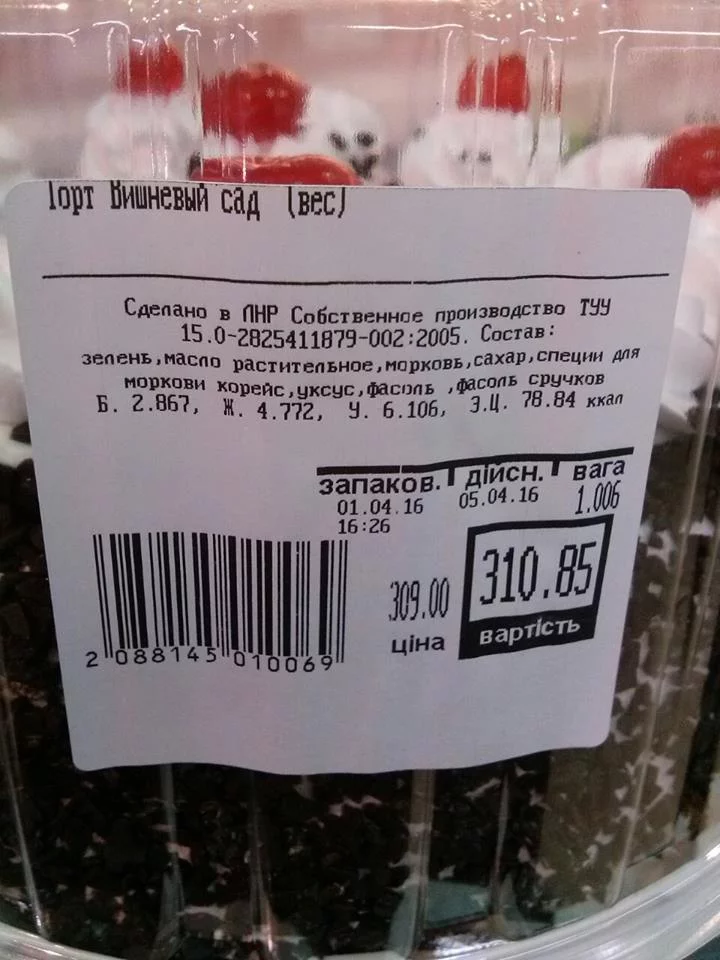 Торт Вишневый сад (вес)
Сделано в ЛНР Собственное производство ТУУ
15.0-2825411879-002:2005. Состав:
зелень,масло растительное,морковь,сахар,специи для
моркови корейс,уксус,фасоль ,фасоль сручков
Б. 2.867, Ж. 4.772, У. 6.106, Э.Ц. 78.84 ккал
запаков. дійсн. вага
01.04.16 05.04.16 1.006
16:26
309.00 310.85
ціна вартість
2 088145 010069